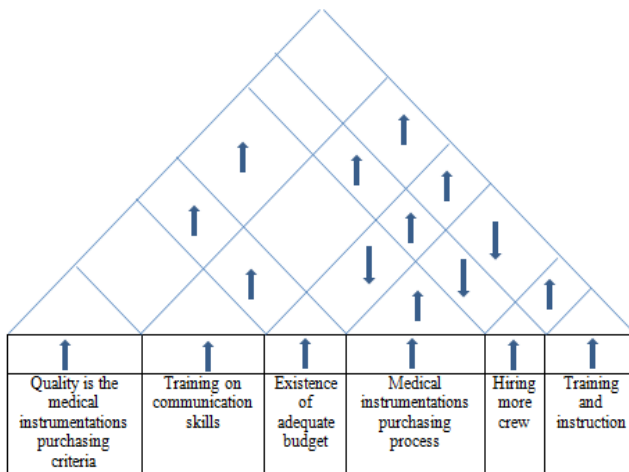 Quality is the
medical
instrumentations
purchasing
criteria
Training on
communication
skills
Existence
of
adequate
budget
Medical
instrumentations
purchasing
process
Hiring
more
crew
Training
and
instruction